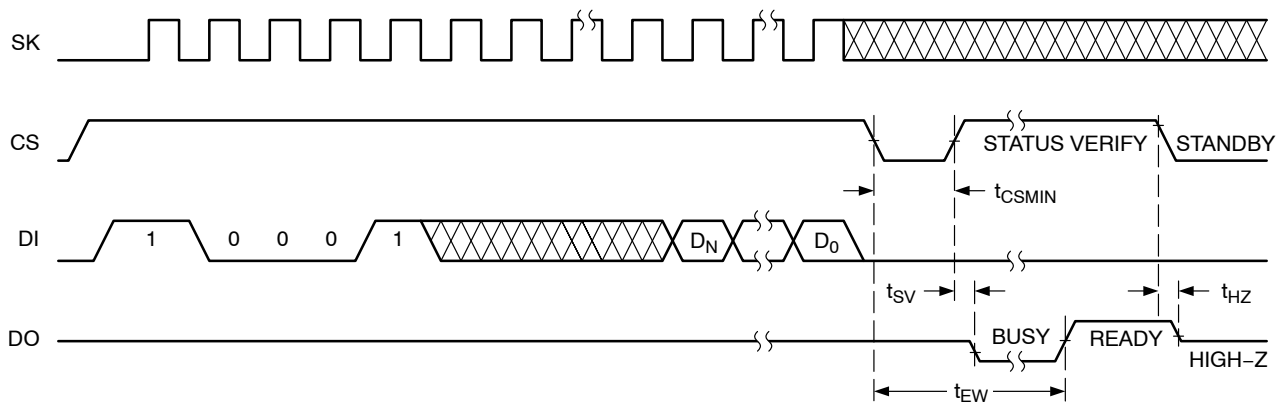 SK
CS
STATUS VERIFY
STANDBY
tCSMIN
DI
1
0
0
0
1
DN
D0
tSV
tHZ
DO
BUSY
READY
HIGH–Z
tEW